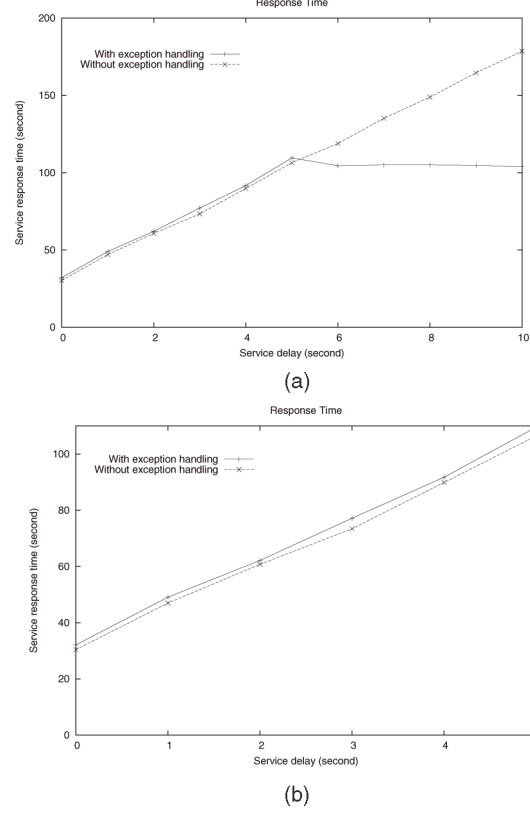 Response Time
200
150
100
50
0
With exception handling
Without exception handling
Service response time (second)
0 2 4 6 8 10
Service delay (second)
(a)
Response Time
100
80
60
40
20
0
With exception handling
Without exception handling
Service response time (second)
0 1 2 3 4
Service delay (second)
(b)